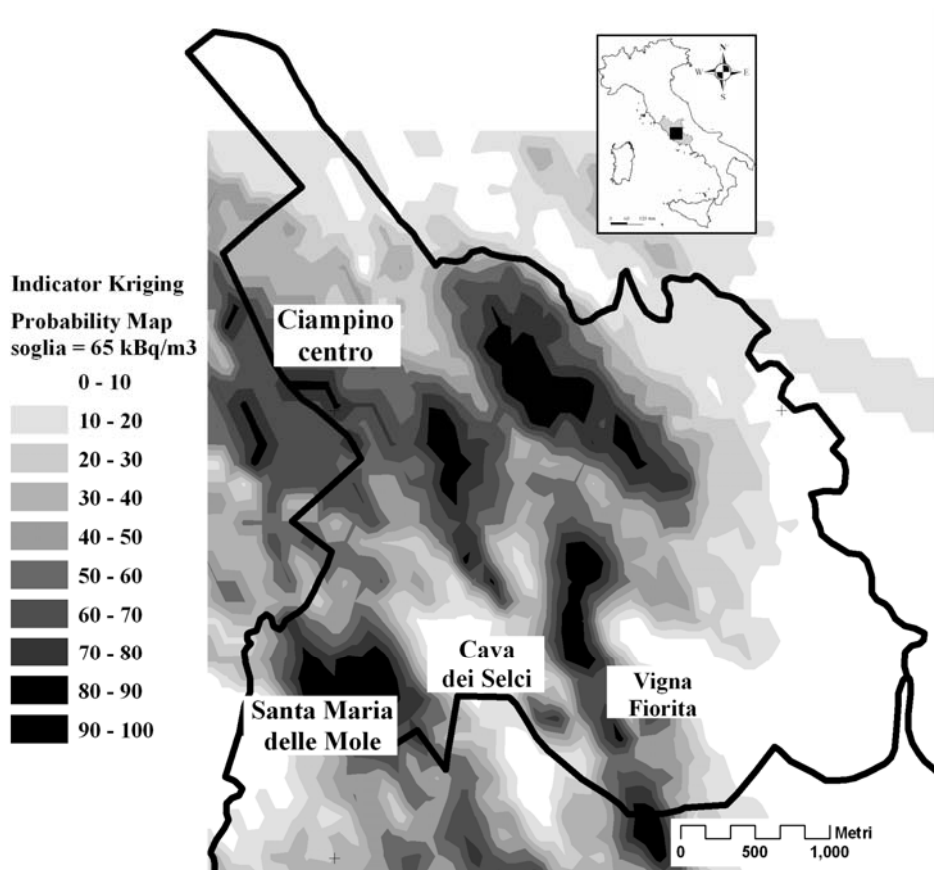 N
W E
S
Indicator Kriging
Probability Map
soglia = 65 kBq/m3
0 - 10
10 - 20
20 - 30
30 - 40
40 - 50
50 - 60
60 - 70
70 - 80
80 - 90
90 - 100
Ciampino
centro
Cava
dei Selci
Vigna
Fiorita
Santa Maria
delle Mole
Metri
0 500 1,000